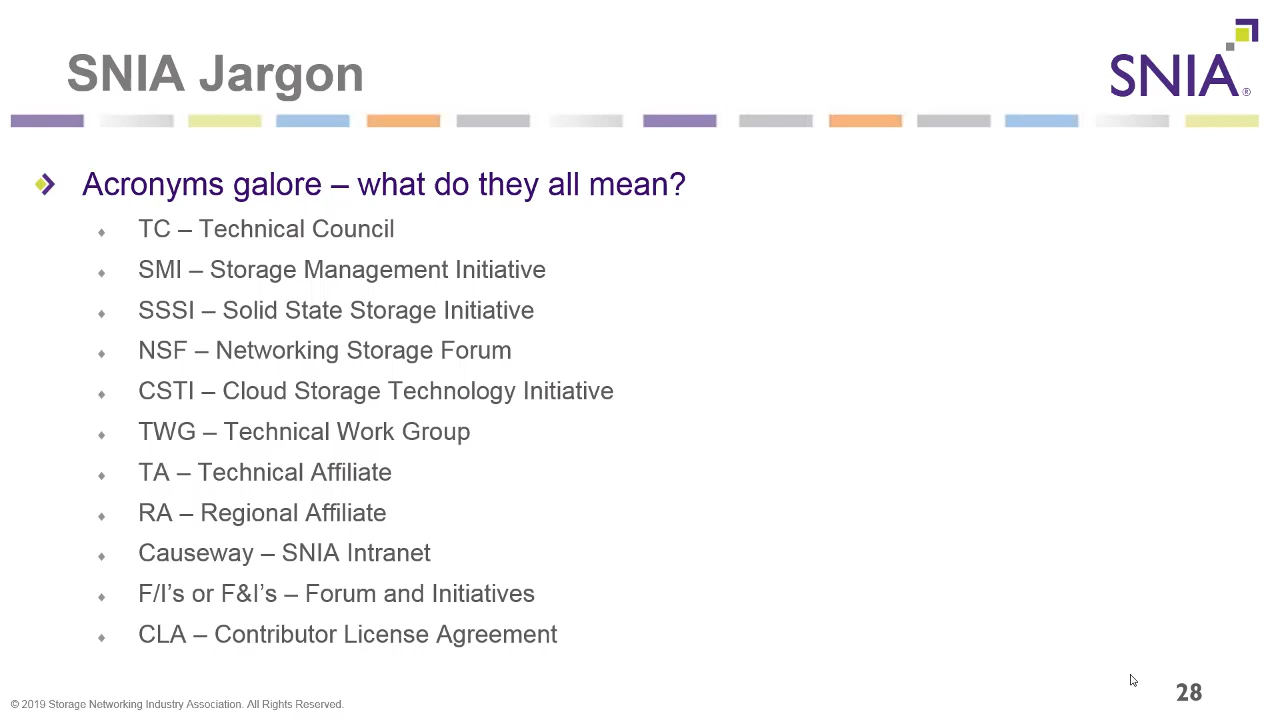 SNIA Jargon
SNIA®
Acronyms galore – what do they all mean?
TC – Technical Council
SMI – Storage Management Initiative
SSSI – Solid State Storage Initiative
NSF – Networking Storage Forum
CSTI – Cloud Storage Technology Initiative
TWG – Technical Work Group
TA – Technical Affiliate
RA – Regional Affiliate
Causeway – SNIA Intranet
F/I’s or F&I’s – Forum and Initiatives
CLA – Contributor License Agreement
© 2019 Storage Networking Industry Association. All Rights Reserved.
28